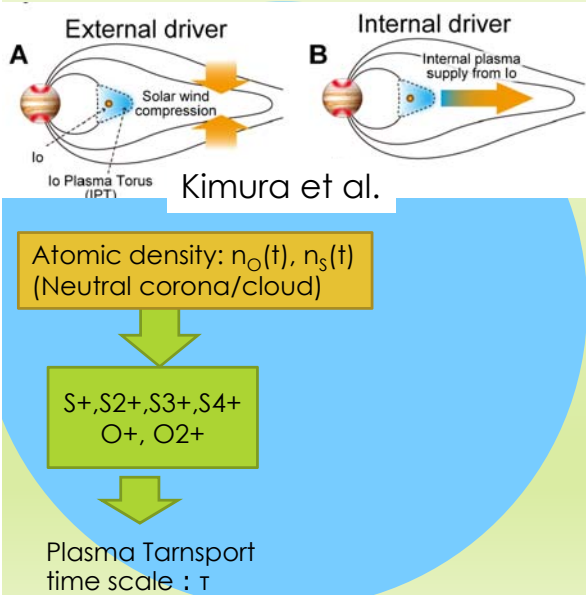 External driver
Internal driver
A
B
Solar wind
compression
Internal plasma
supply from Io
Io
Io Plasma Torus
(IPT)
Kimura et al.
Atomic density: nO(t), nS(t)
(Neutral corona/cloud)
S+,S2+,S3+,S4+
O+, O2+
Plasma Tarnsport
time scale : τ